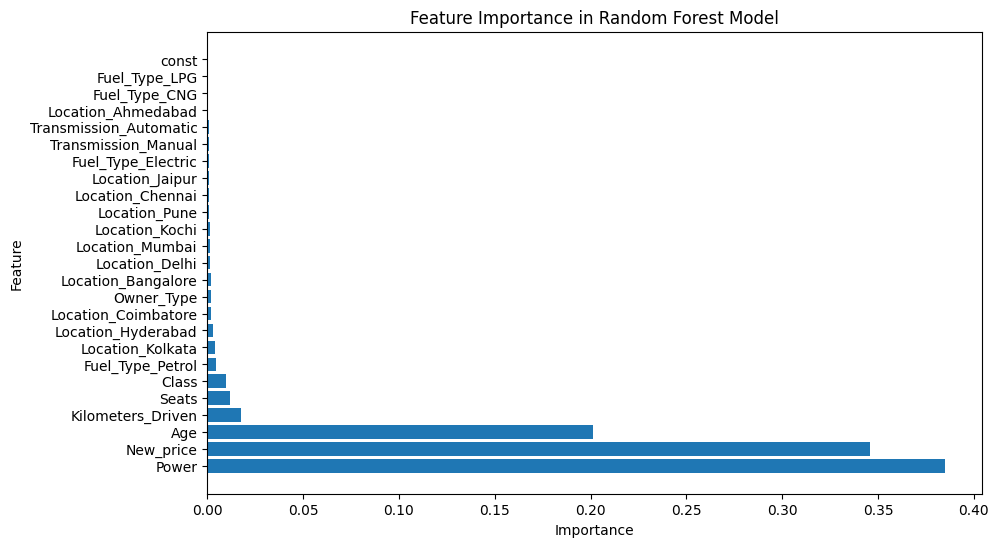 Feature Importance in Random Forest Model
const
Fuel_Type_LPG
Fuel_Type_CNG
Location_Ahmedabad
Transmission_Automatic
Transmission_Manual
Fuel_Type_Electric
Location_Jaipur
Location_Chennai
Location_Pune
Location_Kochi
Location_Mumbai
Location_Delhi
Location_Bangalore
Owner_Type
Location_Coimbatore
Location_Hyderabad
Location_Kolkata
Fuel_Type_Petrol
Class
Seats
Kilometers_Driven
Age
New_price
Power
Feature
0.00 0.05 0.10 0.15 0.20 0.25 0.30 0.35 0.40
Importance